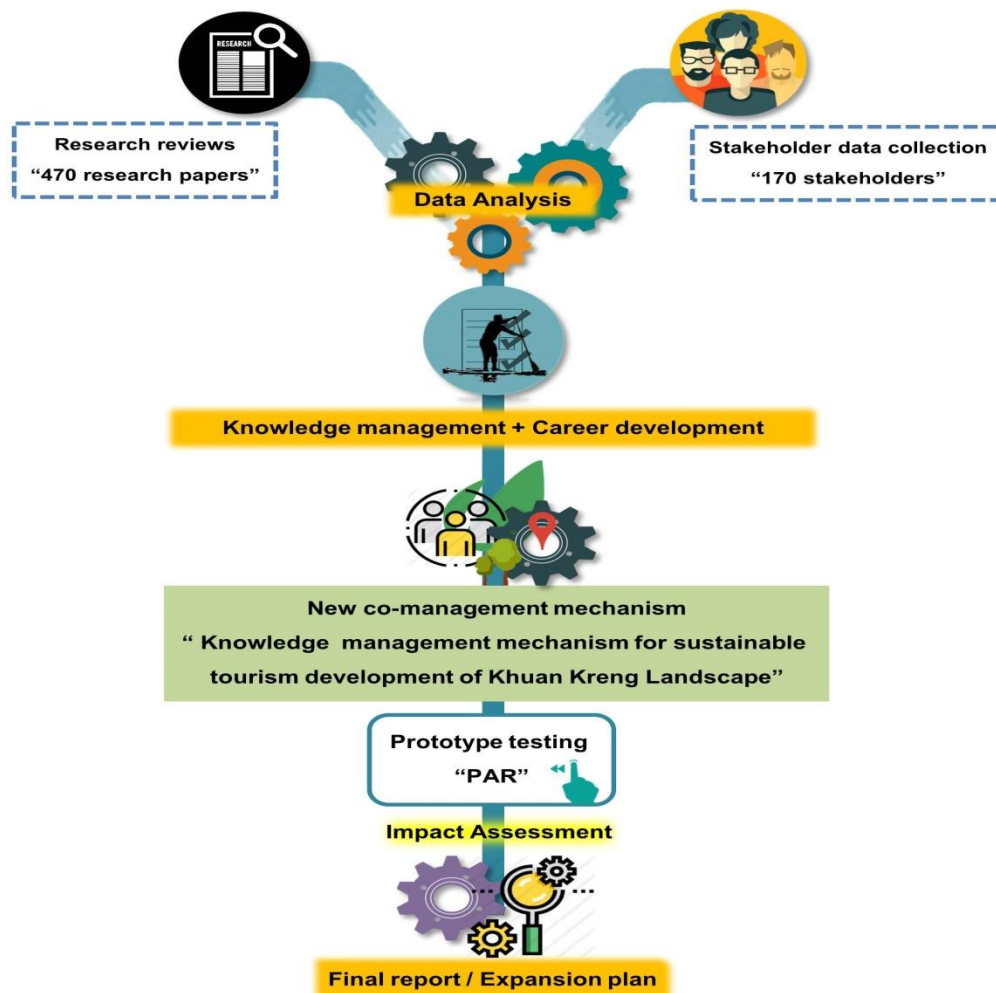 RESEARCH
Research reviews
“470 research papers”
Stakeholder data collection
“170 stakeholders”
Data Analysis
Knowledge management + Career development
New co-management mechanism
“ Knowledge management mechanism for sustainable
tourism development of Khuan Kreng Landscape”
Prototype testing
“PAR”
Impact Assessment
Final report / Expansion plan